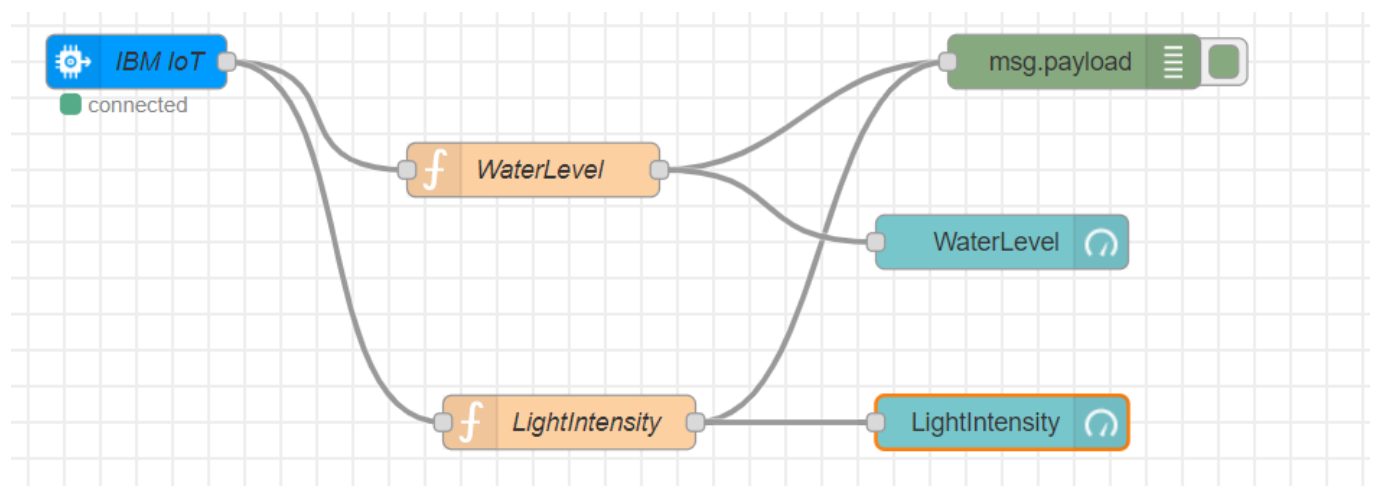 IBM IoT
msg.payload
connected
WaterLevel
WaterLevel
LightIntensity
LightIntensity